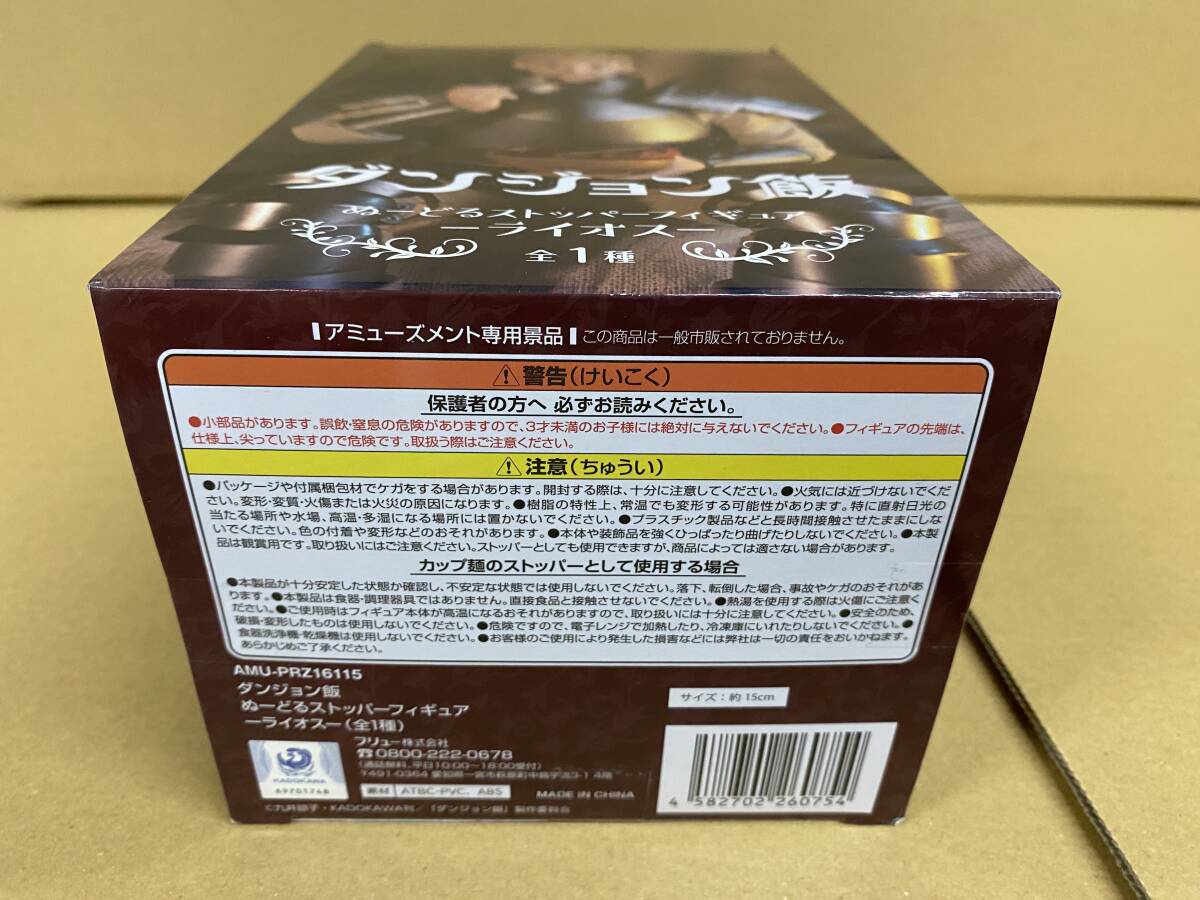 ダンジョン飯
ぬーどるストッパーフィギュア
ーライオスー
全1種
アミューズメント専用景品 この商品は一般市販されておりません。
警告(けいこく)
保護者の方へ 必ずお読みください。
●小部品があります。誤飲・窒息の危険がありますので、3才未満のお子様には絶対に与えないでください。●フィギュアの先端は、
仕様上、尖っていますので危険です。取扱う際はご注意ください。
注意(ちゅうい)
●パッケージや付属梱包材でケガをする場合があります。開封する際は、十分に注意してください。●火気には近づけないでくだ
さい。変形・変質・火傷または火災の原因になります。●樹脂の特性上、常温でも変形する可能性があります。特に直射日光の
当たる場所や水場、高温・多湿になる場所には置かないでください。●プラスチック製品などと長時間接触させたままにしな
いでください。色の付着や変形などのおそれがあります。●本体や装飾品を強くひっぱったり曲げたりしないでください。●本製
品は観賞用です。取り扱いにはご注意ください。ストッパーとしても使用できますが、商品によっては適さない場合があります。
カップ麺のストッパーとして使用する場合
●本製品が十分安定した状態か確認し、不安定な状態では使用しないでください。落下、転倒した場合、事故やケガのおそれがあり
ます。●本製品は食器・調理器具ではありません。直接食品と接触させないでください。●熱湯を使用する際は火傷にご注意く
ださい。●ご使用時はフィギュア本体が高温になるおそれがありますので、取り扱いには十分に注意してください。●安全のため、
破損・変形したものは使用しないでください。●危険ですので、電子レンジで加熱したり、冷凍庫にいれたりしないでください。●
食器洗浄機・乾燥機は使用しないでください。●お客様のご使用により発生した損害などには弊社は一切の責任をおいかねます。
あらかじめご了承ください。
AMU-PRZ16115
ダンジョン飯
ぬーどるストッパーフィギュア
ーライオスー(全1種)
サイズ：約15cm
フリュー株式会社
☎0800-222-0678
(通話無料、平日10:00〜18:00受付)
〒491-0364 愛知県一宮市萩原町中島字流3-1 4階
KADOKAWA
69701768
素材 ATBC-PVC、ABS MADE IN CHINA
©九井諒子・KADOKAWA刊／「ダンジョン飯」製作委員会
4 582702 260754